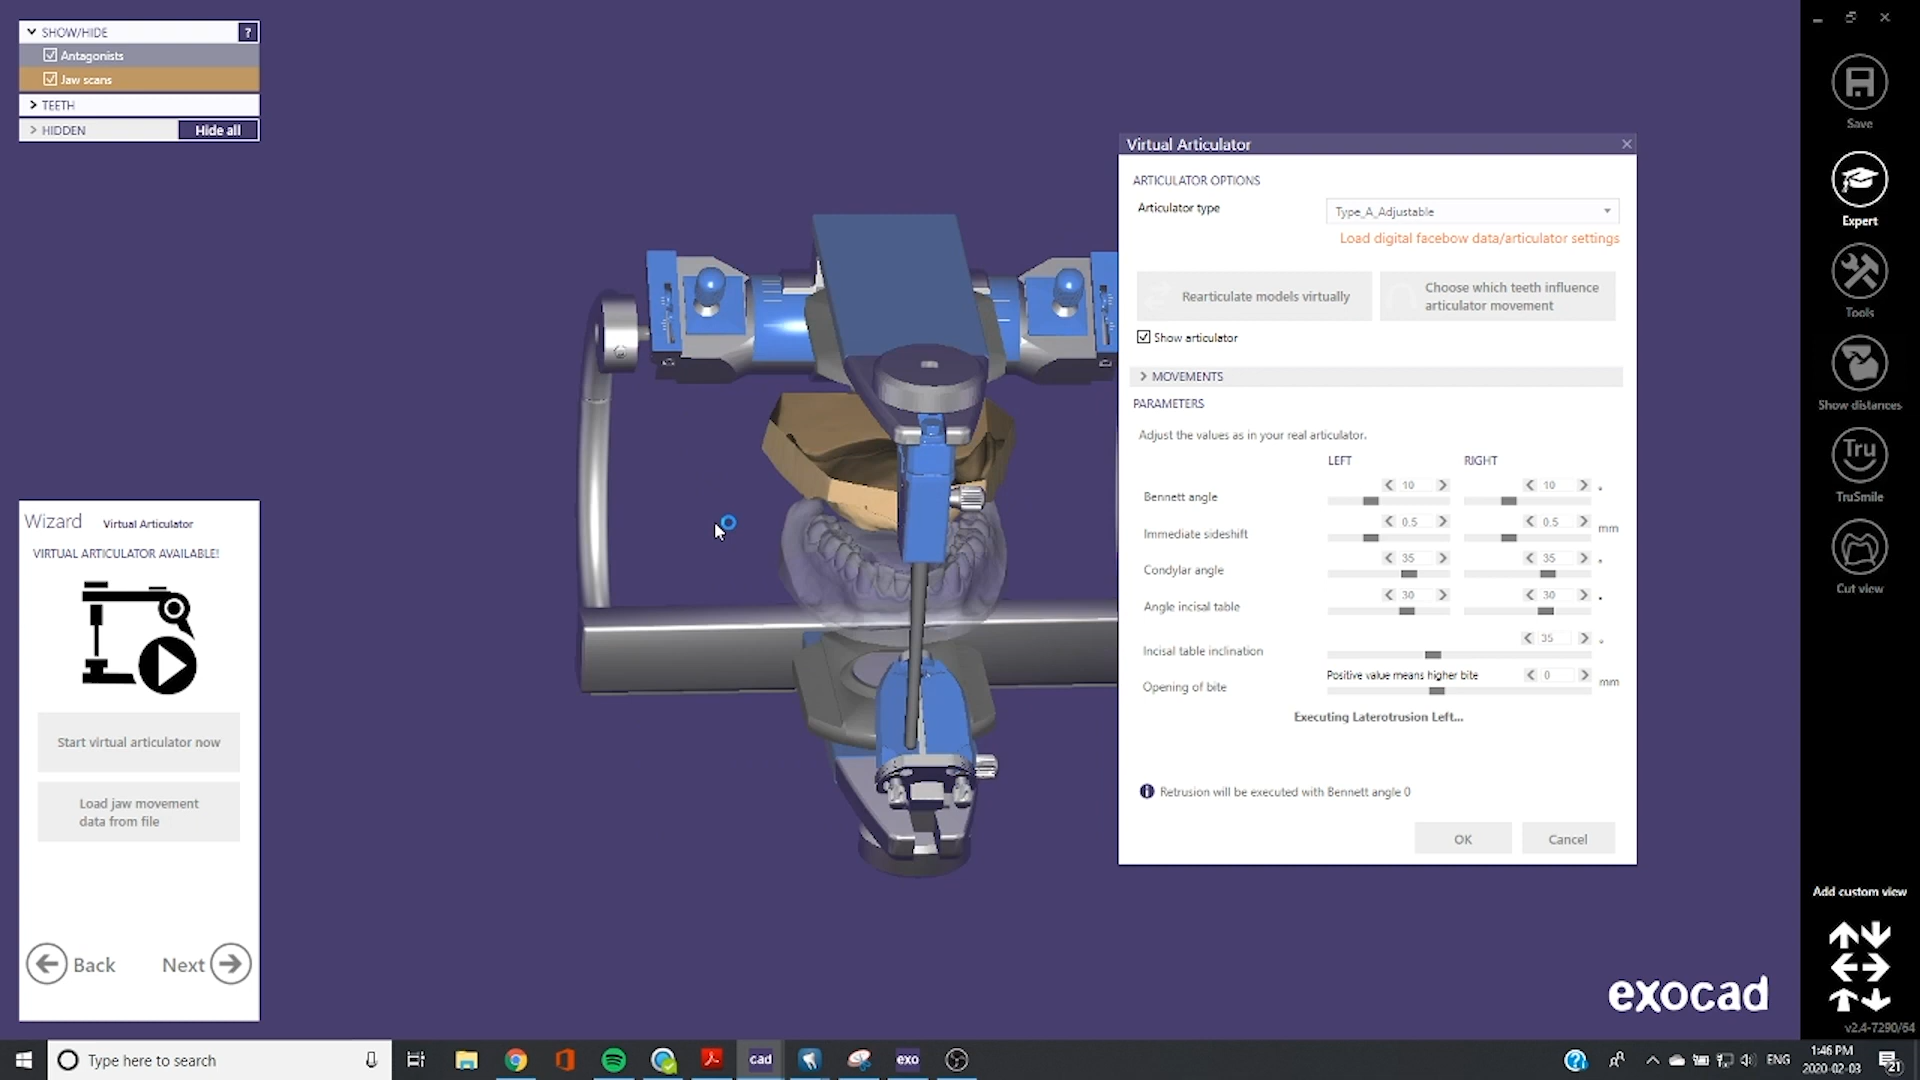 SHOW/HIDE ?
Antagonists
Jaw scans
TEETH
HIDDEN Hide all
Wizard Virtual Articulator
VIRTUAL ARTICULATOR AVAILABLE!
Start virtual articulator now
Load jaw movement
data from file
Back Next
Virtual Articulator
ARTICULATOR OPTIONS
Articulator type Type_A_Adjustable
Load digital facebow data/articulator settings
Rearticulate models virtually
Choose which teeth influence
articulator movement
Show articulator
MOVEMENTS
PARAMETERS
Adjust the values as in your real articulator.
LEFT RIGHT
Bennett angle 10 10 °
Immediate sideshift 0.5 0.5 mm
Condylar angle 35 35 °
Angle incisal table 30 30 °
Incisal table inclination 35 °
Opening of bite Positive value means higher bite 0 mm
Executing Laterotrusion Left...
Retrusion will be executed with Bennett angle 0
OK Cancel
Save
Expert
Tools
Show distances
Tru
TruSmile
Cut view
Add custom view
exocad
v2.4-7290/64
Type here to search
cad
exo
ENG
1:46 PM
2020-02-03
21